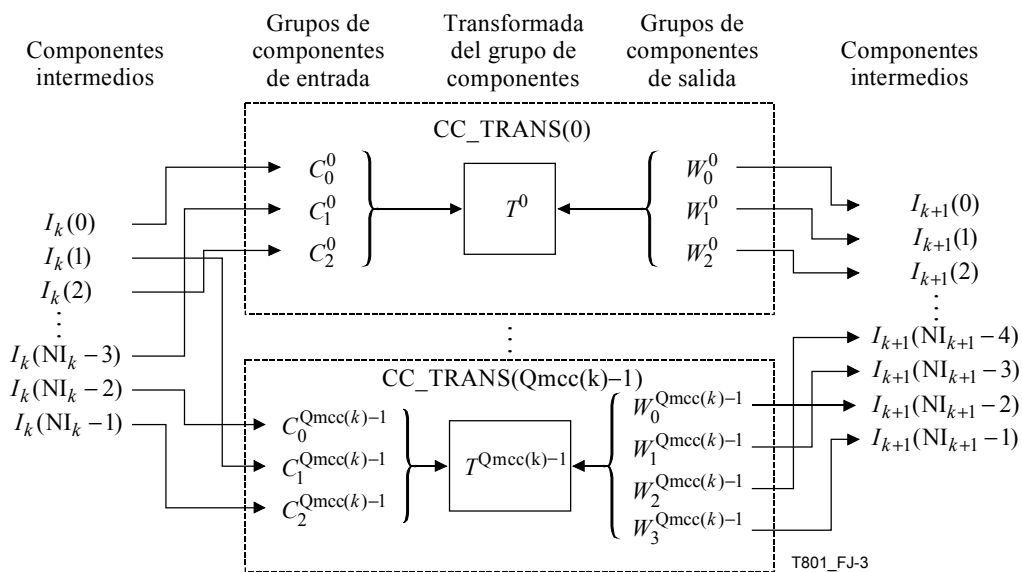 Componentes
intermedios
Grupos de
componentes
de entrada
Transformada
del grupo de
componentes
Grupos de
componentes
de salida
Componentes
intermedios
CC_TRANS(0)
I_k(0)
I_k(1)
I_k(2)
I_k(NI_k – 3)
I_k(NI_k – 2)
I_k(NI_k – 1)
C_0^0
C_1^0
C_2^0
T^0
W_0^0
W_1^0
W_2^0
I_{k+1}(0)
I_{k+1}(1)
I_{k+1}(2)
I_{k+1}(NI_{k+1} – 4)
I_{k+1}(NI_{k+1} – 3)
I_{k+1}(NI_{k+1} – 2)
I_{k+1}(NI_{k+1} – 1)
CC_TRANS(Qmcc(k)–1)
C_0^{Qmcc(k)–1}
C_1^{Qmcc(k)–1}
C_2^{Qmcc(k)–1}
T^{Qmcc(k)–1}
W_0^{Qmcc(k)–1}
W_1^{Qmcc(k)–1}
W_2^{Qmcc(k)–1}
W_3^{Qmcc(k)–1}
T801_FJ-3